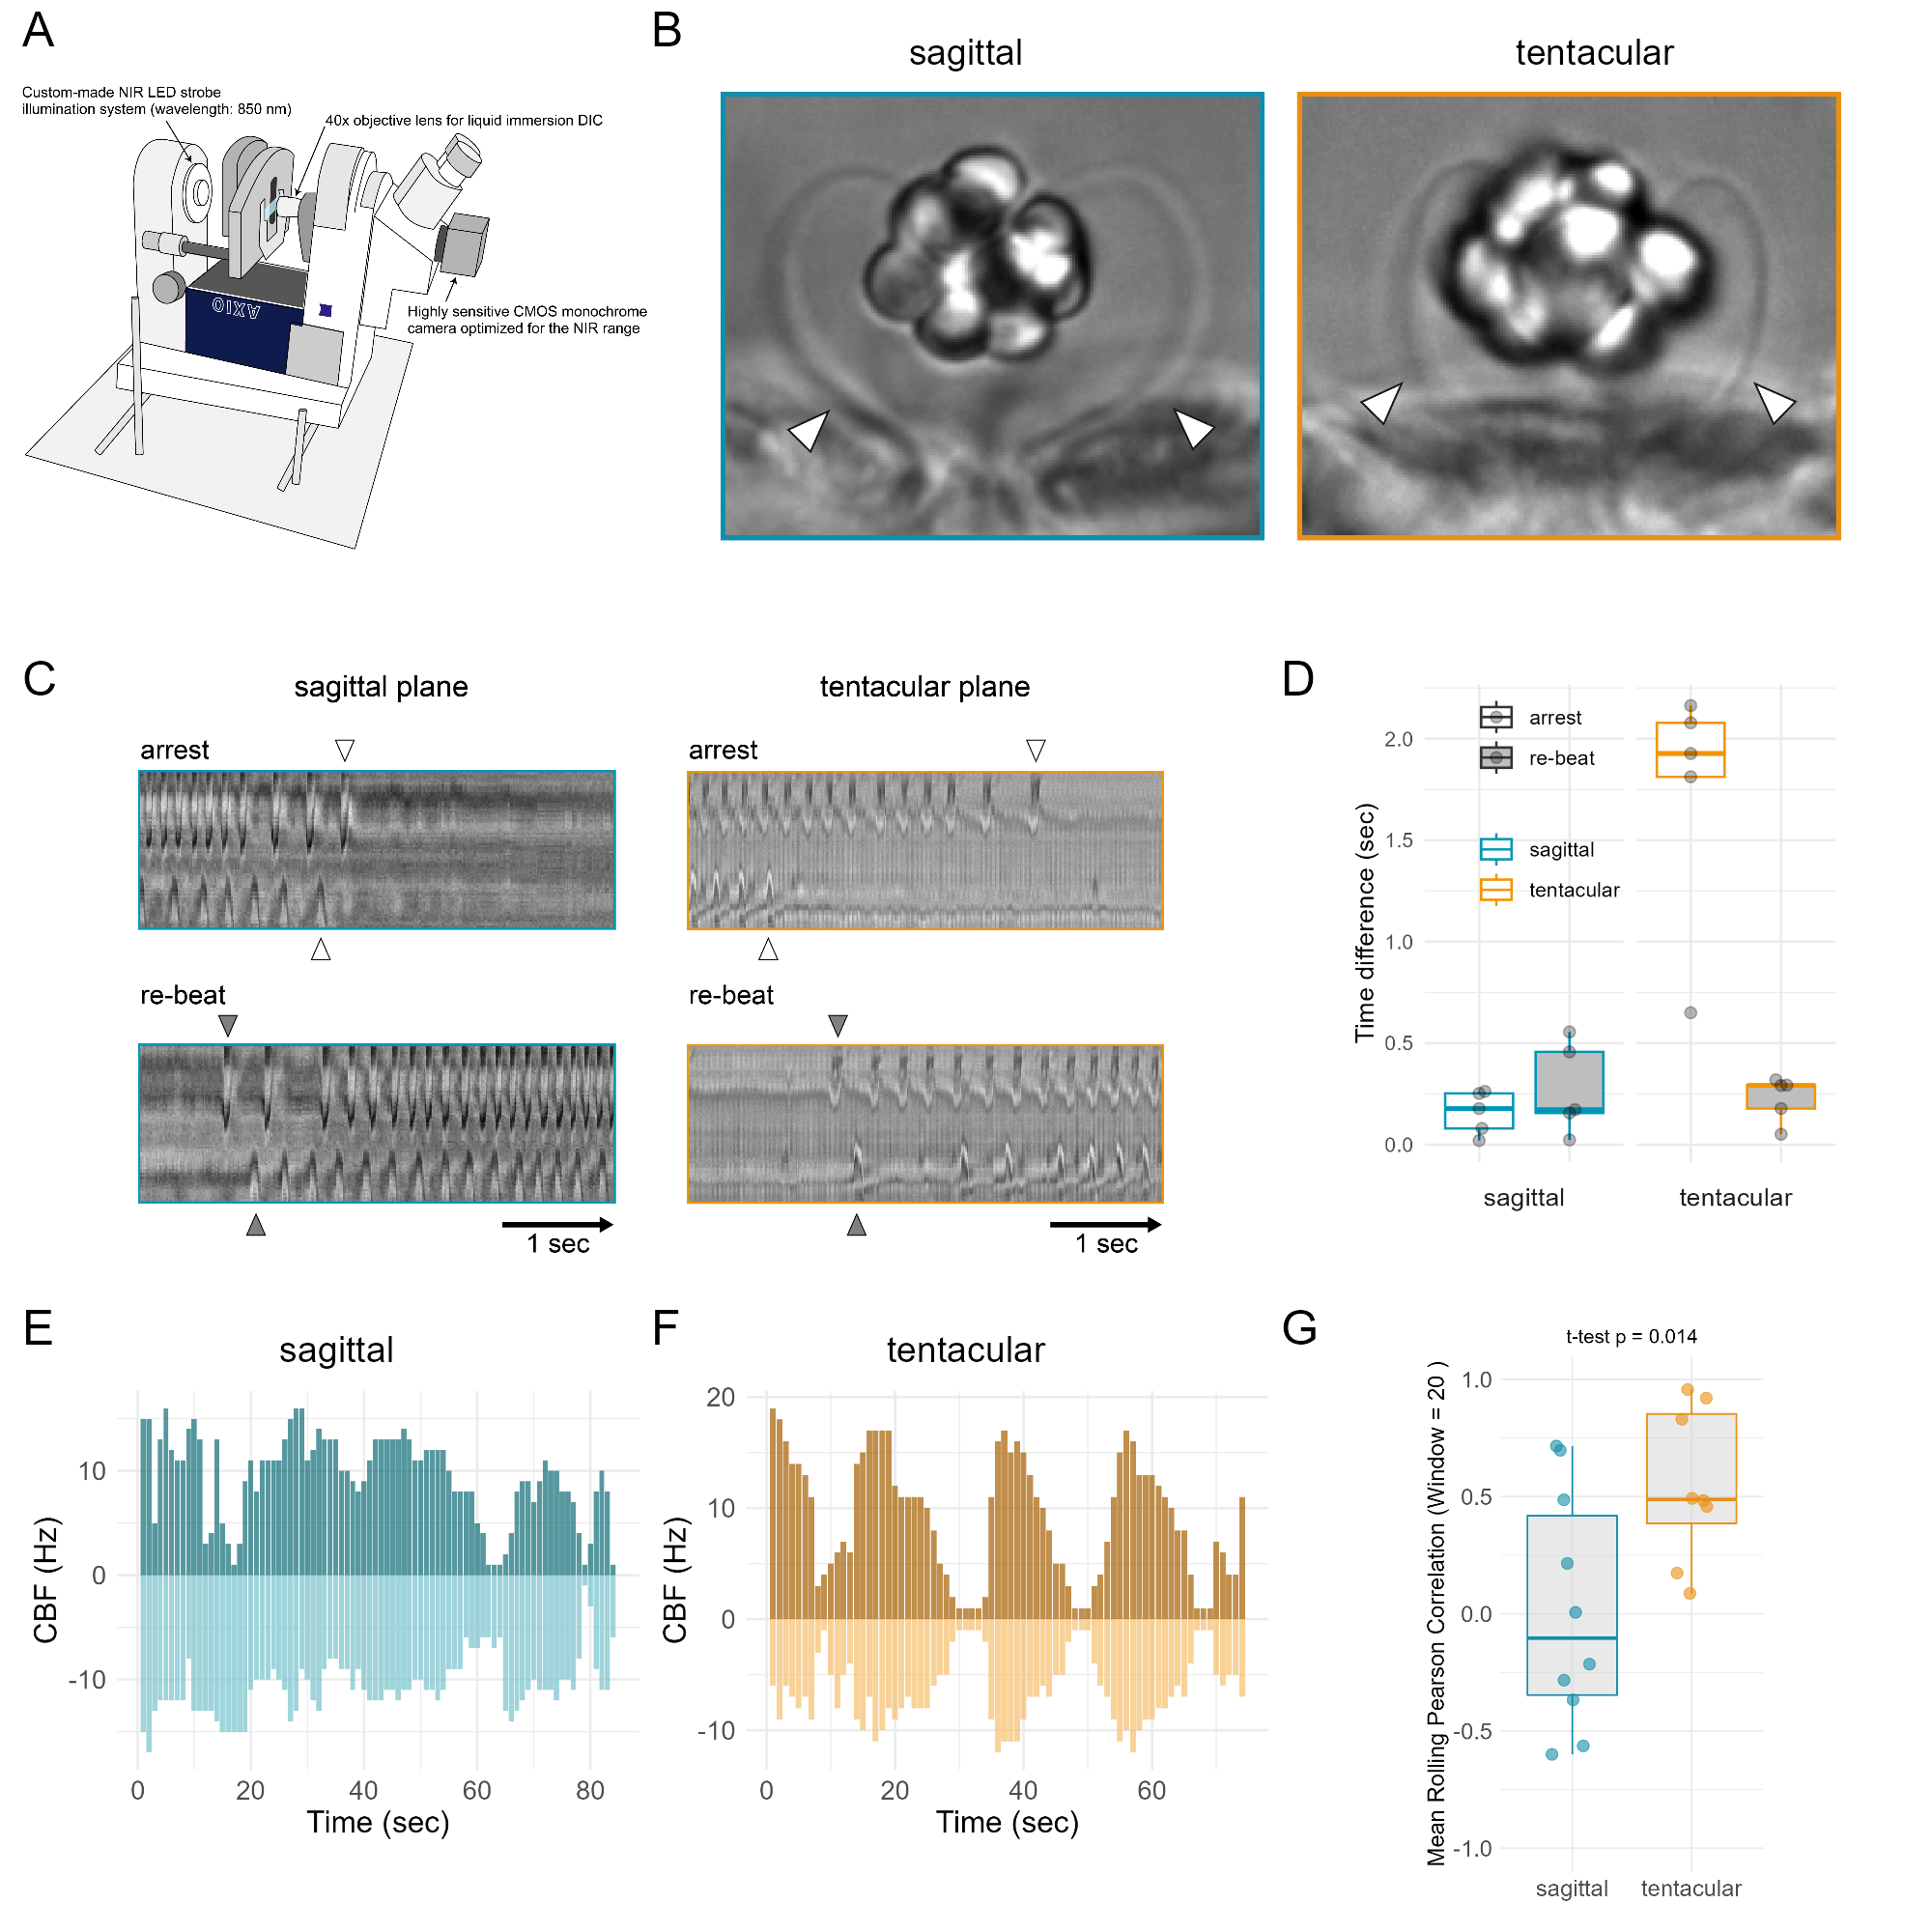 A
Custom-made NIR LED strobe
illumination system (wavelength: 850 nm)
40x objective lens for liquid immersion DIC
AXIO
Highly sensitive CMOS monochrome
camera optimized for the NIR range
B
sagittal
tentacular
C
sagittal plane
tentacular plane
arrest
arrest
re-beat
re-beat
1 sec
1 sec
D
Time difference (sec)
2.0
1.5
1.0
0.5
0.0
arrest
re-beat
sagittal
tentacular
sagittal
tentacular
E
sagittal
CBF (Hz)
10
0
-10
0
20
40
60
80
Time (sec)
F
tentacular
CBF (Hz)
20
10
0
-10
0
20
40
60
Time (sec)
G
t-test p = 0.014
Mean Rolling Pearson Correlation (Window = 20 )
1.0
0.5
0.0
-0.5
-1.0
sagittal
tentacular